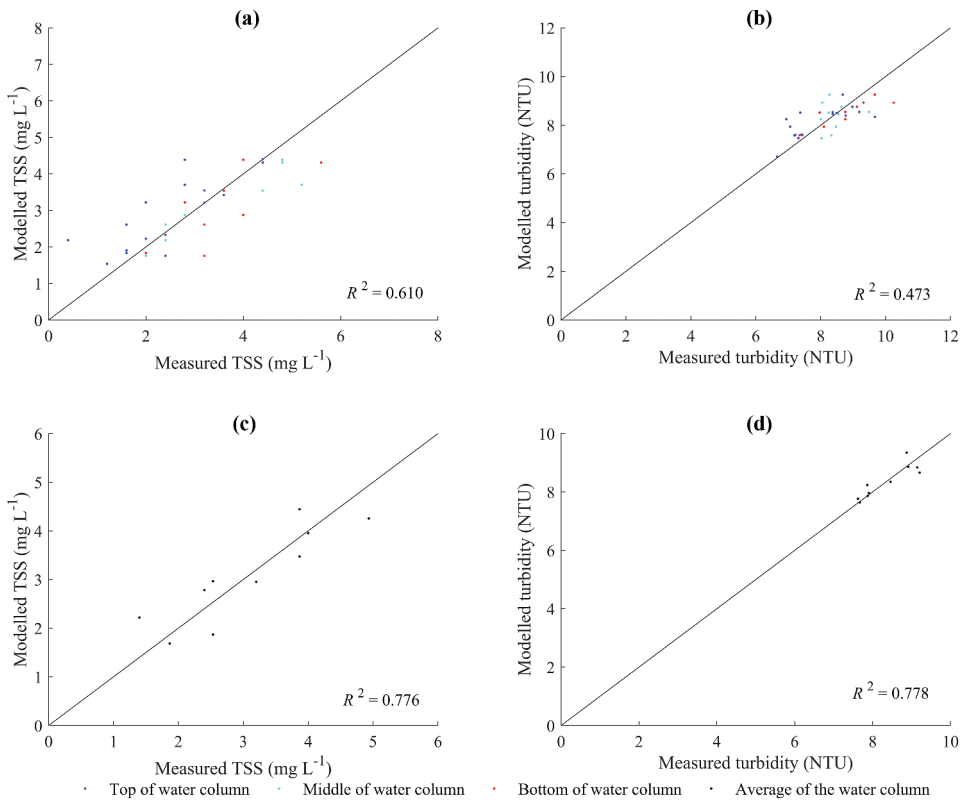 (a)
8
7
6
5
4
3
2
1
0
0 2 4 6 8
Modelled TSS (mg L⁻¹)
Measured TSS (mg L⁻¹)
R² = 0.610
(b)
12
10
8
6
4
2
0
0 2 4 6 8 10 12
Modelled turbidity (NTU)
Measured turbidity (NTU)
R² = 0.473
(c)
6
5
4
3
2
1
0
0 1 2 3 4 5 6
Modelled TSS (mg L⁻¹)
Measured TSS (mg L⁻¹)
R² = 0.776
(d)
10
8
6
4
2
0
0 2 4 6 8 10
Modelled turbidity (NTU)
Measured turbidity (NTU)
R² = 0.778
Top of water column Middle of water column Bottom of water column Average of the water column